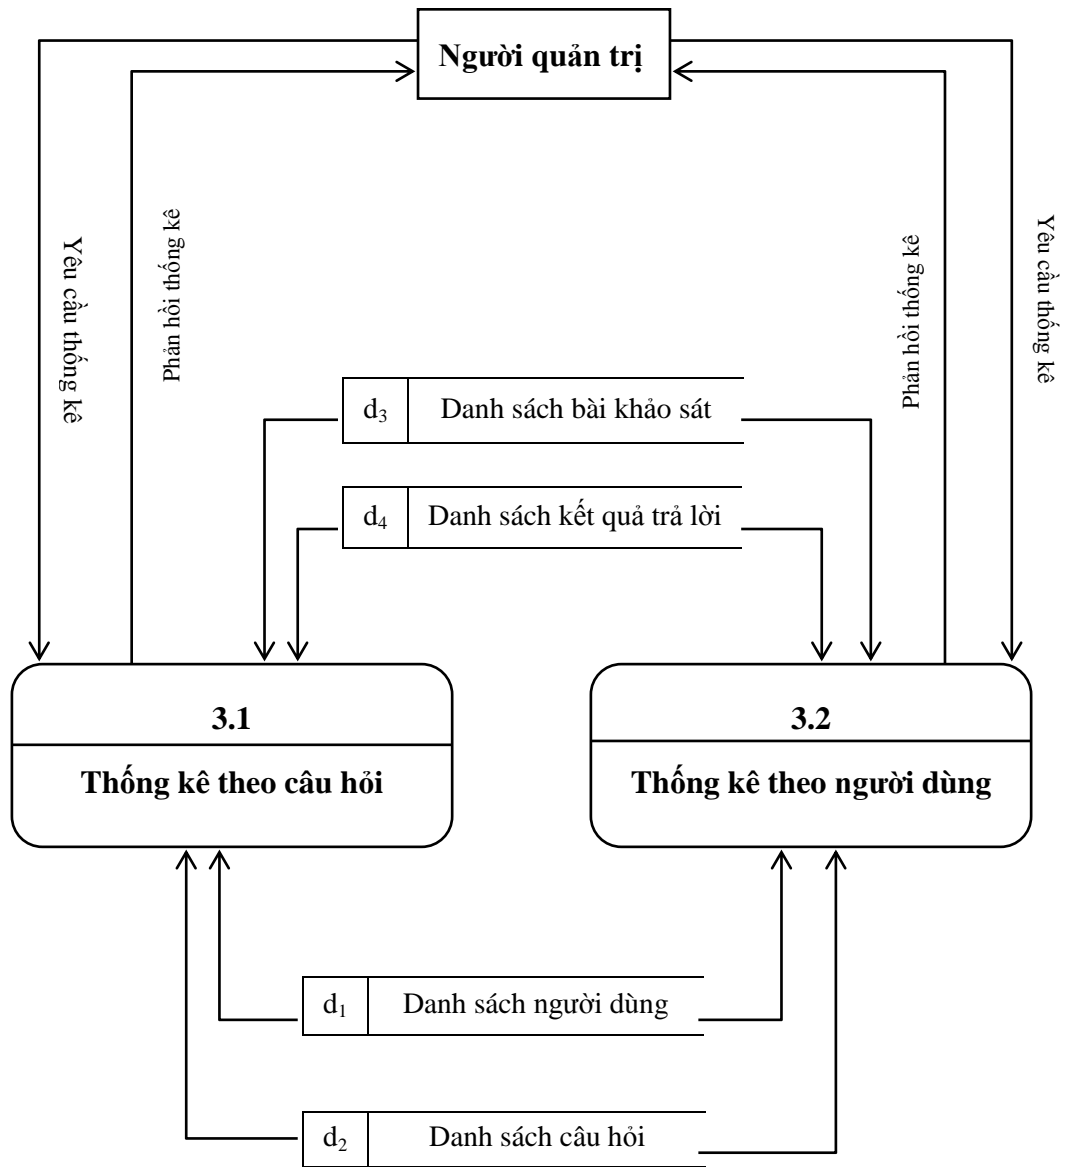 Người quản trị
Yêu cầu thống kê
Phản hồi thống kê
Phản hồi thống kê
Yêu cầu thống kê
d₃ Danh sách bài khảo sát
d₄ Danh sách kết quả trả lời
3.1
Thống kê theo câu hỏi
3.2
Thống kê theo người dùng
d₁ Danh sách người dùng
d₂ Danh sách câu hỏi